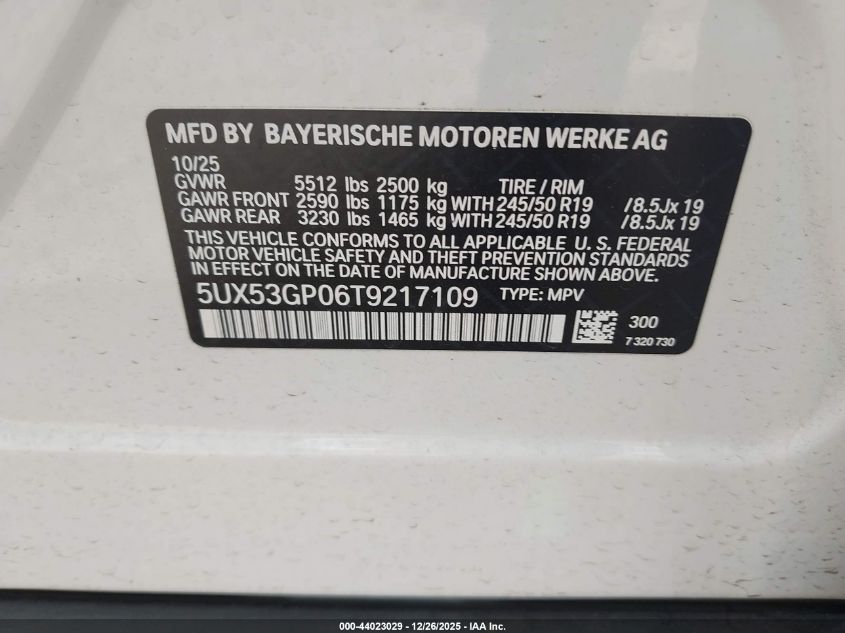 MFD BY BAYERISCHE MOTOREN WERKE AG
10/25
GVWR 5512 lbs 2500 kg TIRE / RIM
GAWR FRONT 2590 lbs 1175 kg WITH 245/50 R19 /8.5Jx 19
GAWR REAR 3230 lbs 1465 kg WITH 245/50 R19 /8.5Jx 19
THIS VEHICLE CONFORMS TO ALL APPLICABLE U. S. FEDERAL
MOTOR VEHICLE SAFETY AND THEFT PREVENTION STANDARDS
IN EFFECT ON THE DATE OF MANUFACTURE SHOWN ABOVE.
5UX53GP06T9217109 TYPE: MPV
300
7 320 730
000-44023029 - 12/26/2025 - IAA Inc.